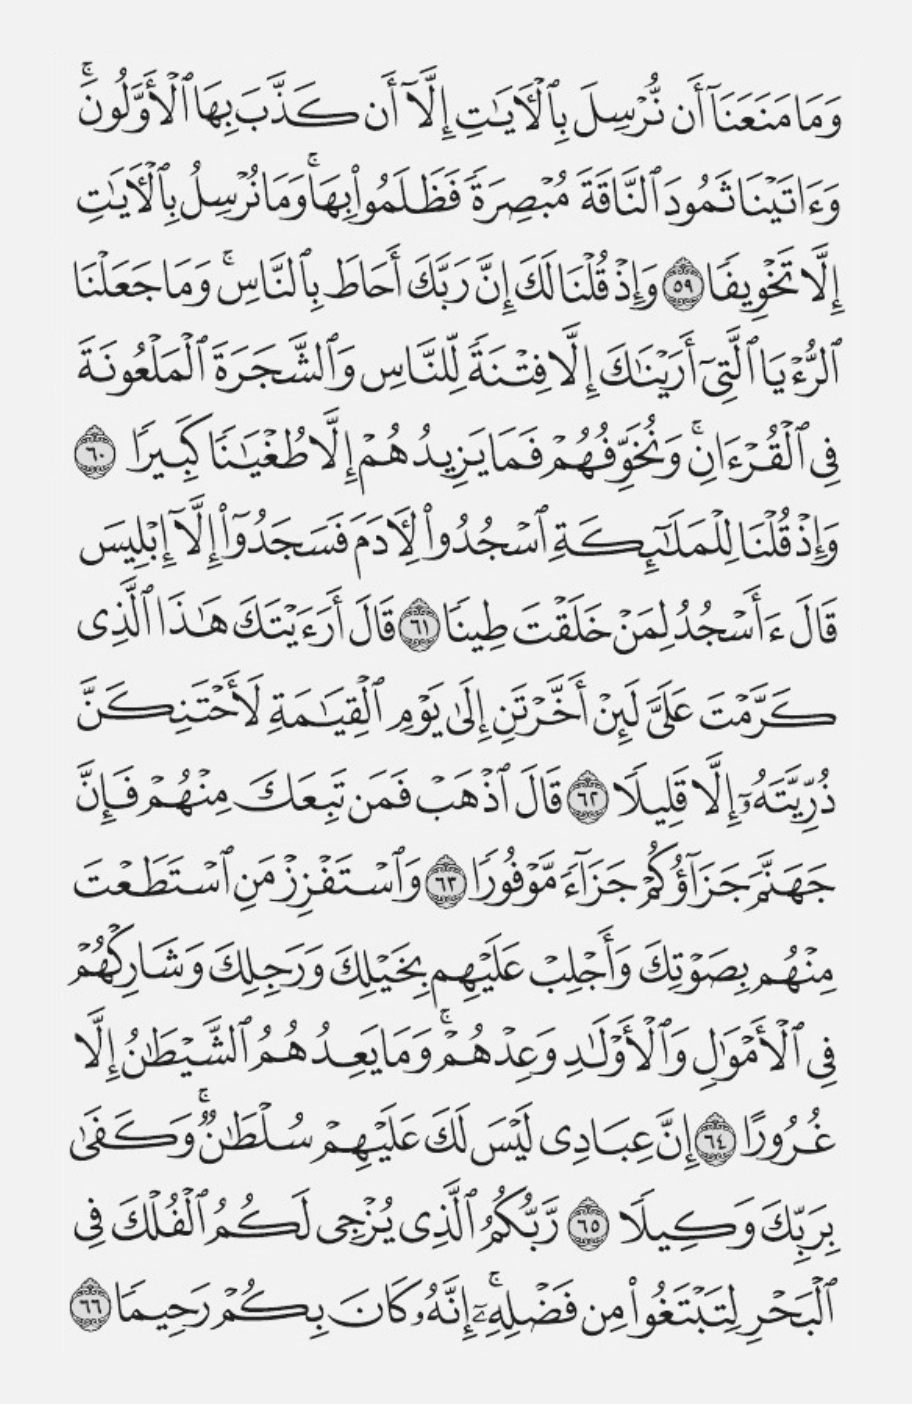 وَمَا مَنَعَنَآ أَن نُّرْسِلَ بِٱلْـَٔايَـٰتِ إِلَّآ أَن كَذَّبَ بِهَا ٱلْأَوَّلُونَ ۚ
وَءَاتَيْنَا ثَمُودَ ٱلنَّاقَةَ مُبْصِرَةً فَظَلَمُوا۟ بِهَا ۚ وَمَا نُرْسِلُ بِٱلْـَٔايَـٰتِ
إِلَّا تَخْوِيفًا ٥٩ وَإِذْ قُلْنَا لَكَ إِنَّ رَبَّكَ أَحَاطَ بِٱلنَّاسِ ۚ وَمَا جَعَلْنَا
ٱلرُّءْيَا ٱلَّتِىٓ أَرَيْنَـٰكَ إِلَّا فِتْنَةً لِّلنَّاسِ وَٱلشَّجَرَةَ ٱلْمَلْعُونَةَ
فِى ٱلْقُرْءَانِ ۚ وَنُخَوِّفُهُمْ فَمَا يَزِيدُهُمْ إِلَّا طُغْيَـٰنًا كَبِيرًا ٦٠
وَإِذْ قُلْنَا لِلْمَلَـٰٓئِكَةِ ٱسْجُدُوا۟ لِـَٔادَمَ فَسَجَدُوٓا۟ إِلَّآ إِبْلِيسَ
قَالَ ءَأَسْجُدُ لِمَنْ خَلَقْتَ طِينًا ٦١ قَالَ أَرَءَيْتَكَ هَـٰذَا ٱلَّذِى
كَرَّمْتَ عَلَىَّ لَئِنْ أَخَّرْتَنِ إِلَىٰ يَوْمِ ٱلْقِيَـٰمَةِ لَأَحْتَنِكَنَّ
ذُرِّيَّتَهُۥٓ إِلَّا قَلِيلًا ٦٢ قَالَ ٱذْهَبْ فَمَن تَبِعَكَ مِنْهُمْ فَإِنَّ
جَهَنَّمَ جَزَآؤُكُمْ جَزَآءً مَّوْفُورًا ٦٣ وَٱسْتَفْزِزْ مَنِ ٱسْتَطَعْتَ
مِنْهُم بِصَوْتِكَ وَأَجْلِبْ عَلَيْهِم بِخَيْلِكَ وَرَجِلِكَ وَشَارِكْهُمْ
فِى ٱلْأَمْوَٰلِ وَٱلْأَوْلَـٰدِ وَعِدْهُمْ ۚ وَمَا يَعِدُهُمُ ٱلشَّيْطَـٰنُ إِلَّا
غُرُورًا ٦٤ إِنَّ عِبَادِى لَيْسَ لَكَ عَلَيْهِمْ سُلْطَـٰنٌ ۚ وَكَفَىٰ
بِرَبِّكَ وَكِيلًا ٦٥ رَّبُّكُمُ ٱلَّذِى يُزْجِى لَكُمُ ٱلْفُلْكَ فِى
ٱلْبَحْرِ لِتَبْتَغُوا۟ مِن فَضْلِهِۦٓ ۚ إِنَّهُۥ كَانَ بِكُمْ رَحِيمًا ٦٦